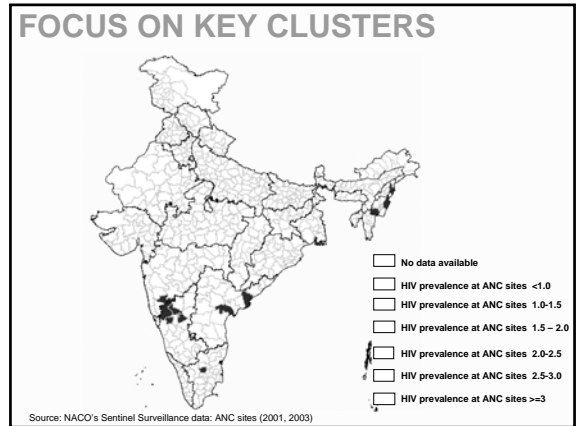 FOCUS ON KEY CLUSTERS
No data available
HIV prevalence at ANC sites <1.0
HIV prevalence at ANC sites 1.0-1.5
HIV prevalence at ANC sites 1.5 – 2.0
HIV prevalence at ANC sites 2.0-2.5
HIV prevalence at ANC sites 2.5-3.0
HIV prevalence at ANC sites >=3
Source: NACO's Sentinel Surveillance data: ANC sites (2001, 2003)